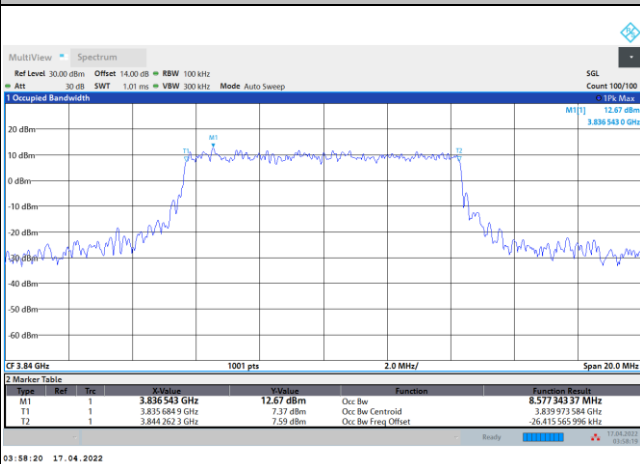 MultiView Spectrum
Ref Level 30.00 dBm Offset 14.00 dB RBW 100 kHz SGL
Att 30 dB SWT 1.01 ms VBW 300 kHz Mode Auto Sweep Count 100/100
1 Occupied Bandwidth 1Pk Max
M1[1] 12.67 dBm
3.836 543 0 GHz
20 dBm
M1
T1 T2
10 dBm
0 dBm
-10 dBm
-20 dBm
-30 dBm
-40 dBm
-50 dBm
-60 dBm
CF 3.84 GHz 1001 pts 2.0 MHz/ Span 20.0 MHz
2 Marker Table
Type Ref Trc X-Value Y-Value Function Function Result
M1 1 3.836 543 GHz 12.67 dBm Occ Bw 8.577 343 37 MHz
T1 1 3.835 684 9 GHz 7.37 dBm Occ Bw Centroid 3.839 973 584 GHz
T2 1 3.844 262 3 GHz 7.59 dBm Occ Bw Freq Offset -26.415 565 996 kHz
Ready 17.04.2022
03:58:19
03:58:20 17.04.2022